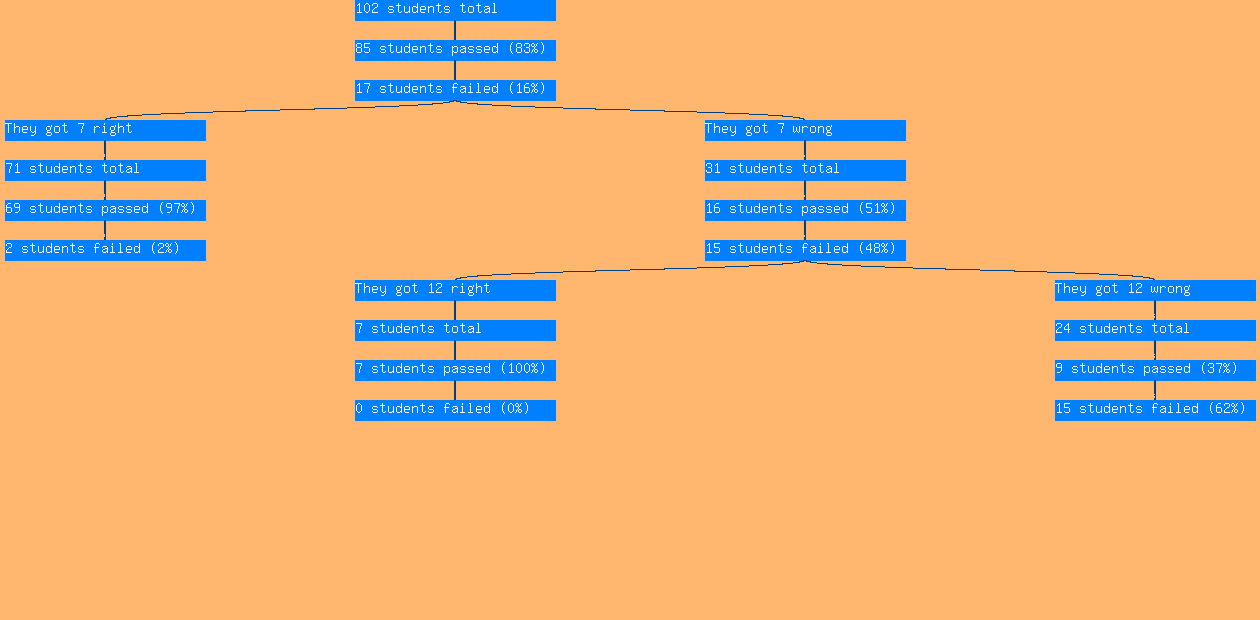 102 students total
85 students passed (83%)
17 students failed (16%)
They got 7 right
71 students total
69 students passed (97%)
2 students failed (2%)
They got 7 wrong
31 students total
16 students passed (51%)
15 students failed (48%)
They got 12 right
7 students total
7 students passed (100%)
0 students failed (0%)
They got 12 wrong
24 students total
9 students passed (37%)
15 students failed (62%)